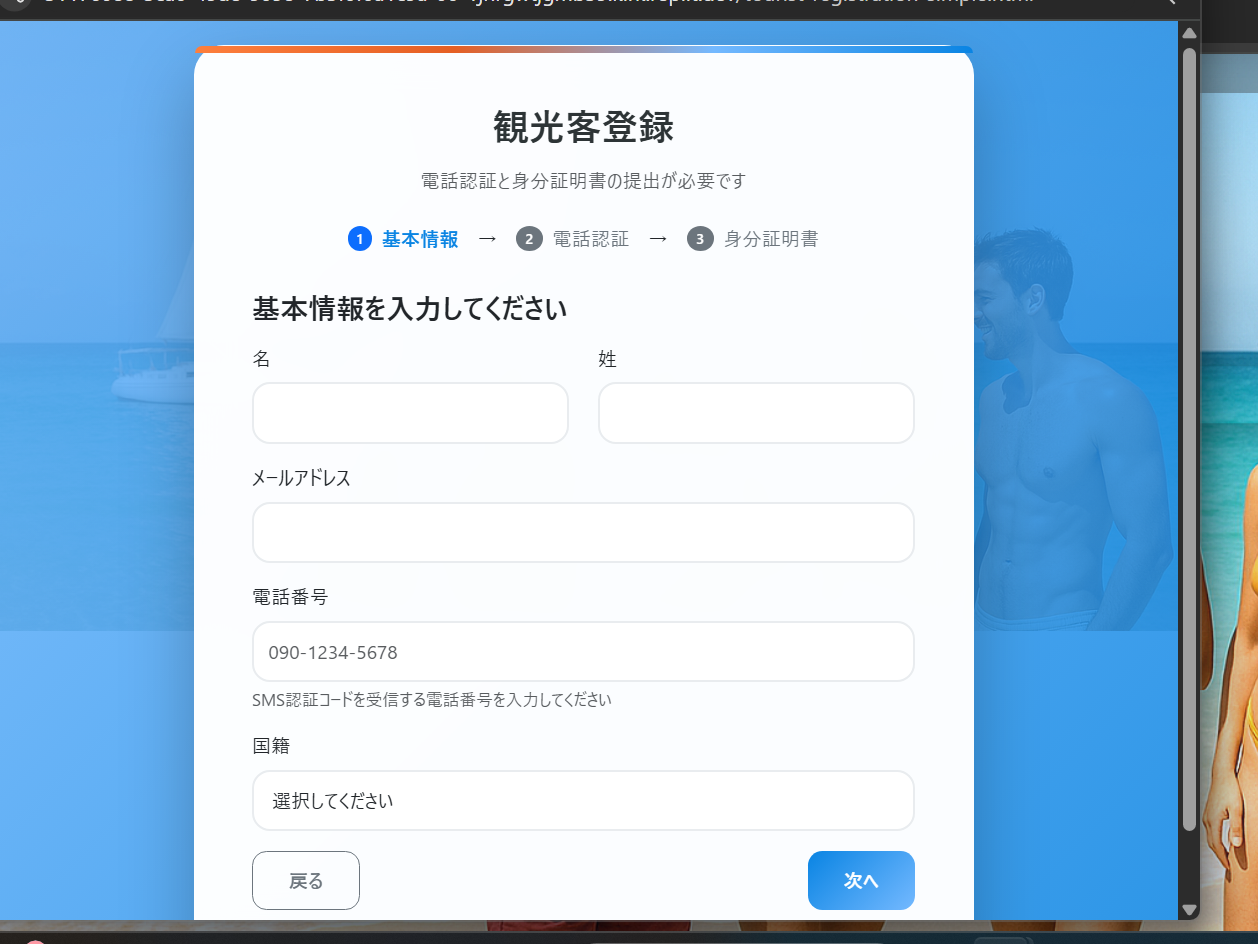 観光客登録
電話認証と身分証明書の提出が必要です
1 基本情報 → 2 電話認証 → 3 身分証明書
基本情報を入力してください
名 姓
メールアドレス
電話番号
090-1234-5678
SMS認証コードを受信する電話番号を入力してください
国籍
選択してください
戻る 次へ